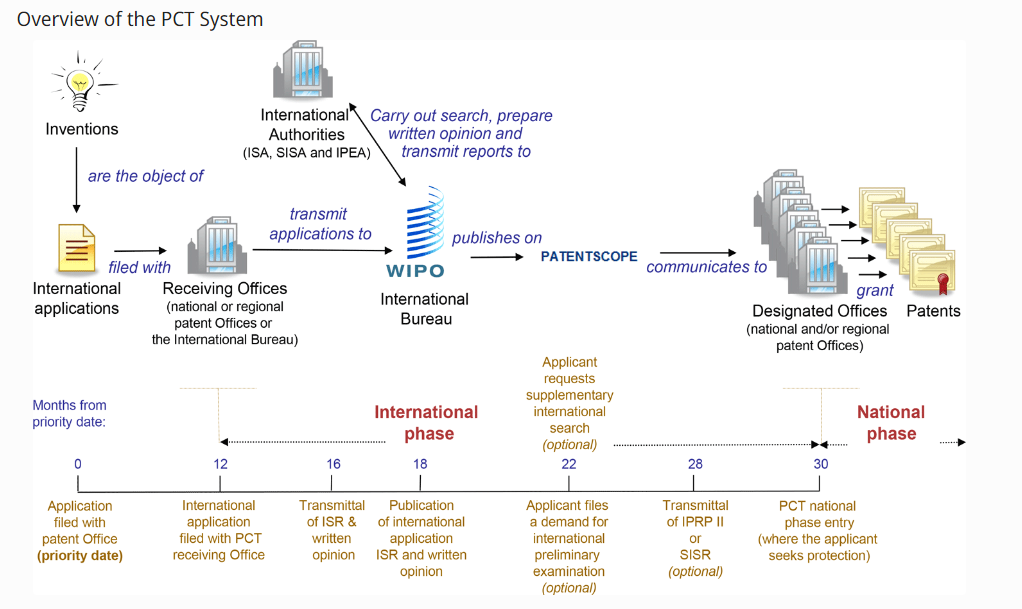 Overview of the PCT System
Inventions
are the object of
International
applications
filed with
Receiving Offices
(national or regional
patent Offices or
the International Bureau)
transmit
applications to
International
Authorities
(ISA, SISA and IPEA)
Carry out search, prepare
written opinion and
transmit reports to
WIPO
International
Bureau
publishes on
PATENTSCOPE
communicates to
Designated Offices
(national and/or regional
patent Offices)
grant
Patents
Months from
priority date:
International
phase
Applicant
requests
supplementary
international
search
(optional)
National
phase
0
12
16
18
22
28
30
Application
filed with
patent Office
(priority date)
International
application
filed with PCT
receiving Office
Transmittal
of ISR &
written
opinion
Publication
of international
application
ISR and written
opinion
Applicant files
a demand for
international
preliminary
examination
(optional)
Transmittal
of IPRP II
or
SISR
(optional)
PCT national
phase entry
(where the applicant
seeks protection)